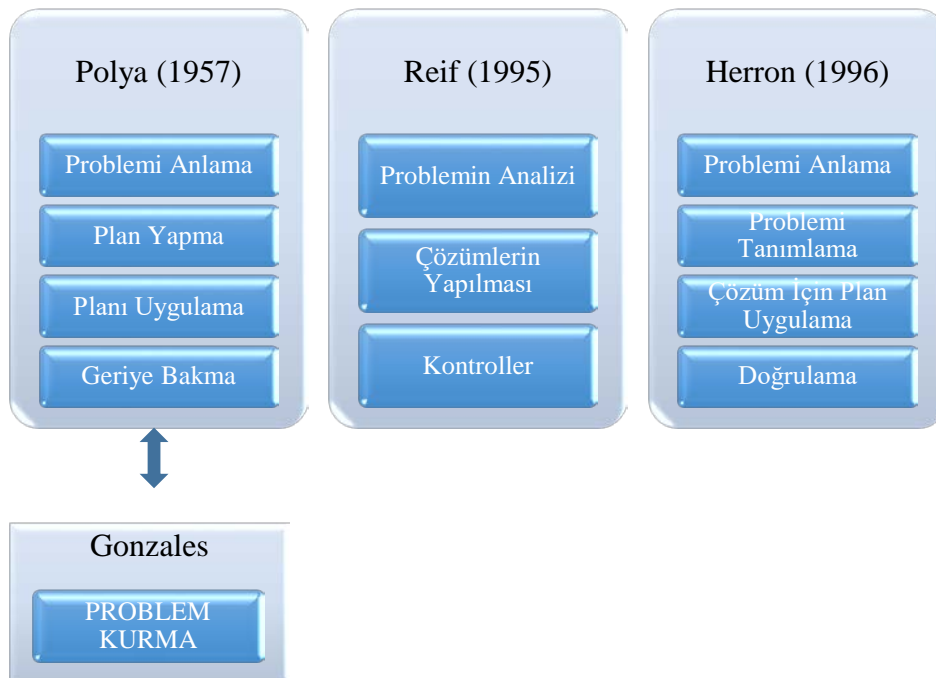 Polya (1957)
Problemi Anlama
Plan Yapma
Planı Uygulama
Geriye Bakma
Reif (1995)
Problemin Analizi
Çözümlerin
Yapılması
Kontroller
Herron (1996)
Problemi Anlama
Problemi
Tanımlama
Çözüm İçin Plan
Uygulama
Doğrulama
Gonzales
PROBLEM
KURMA